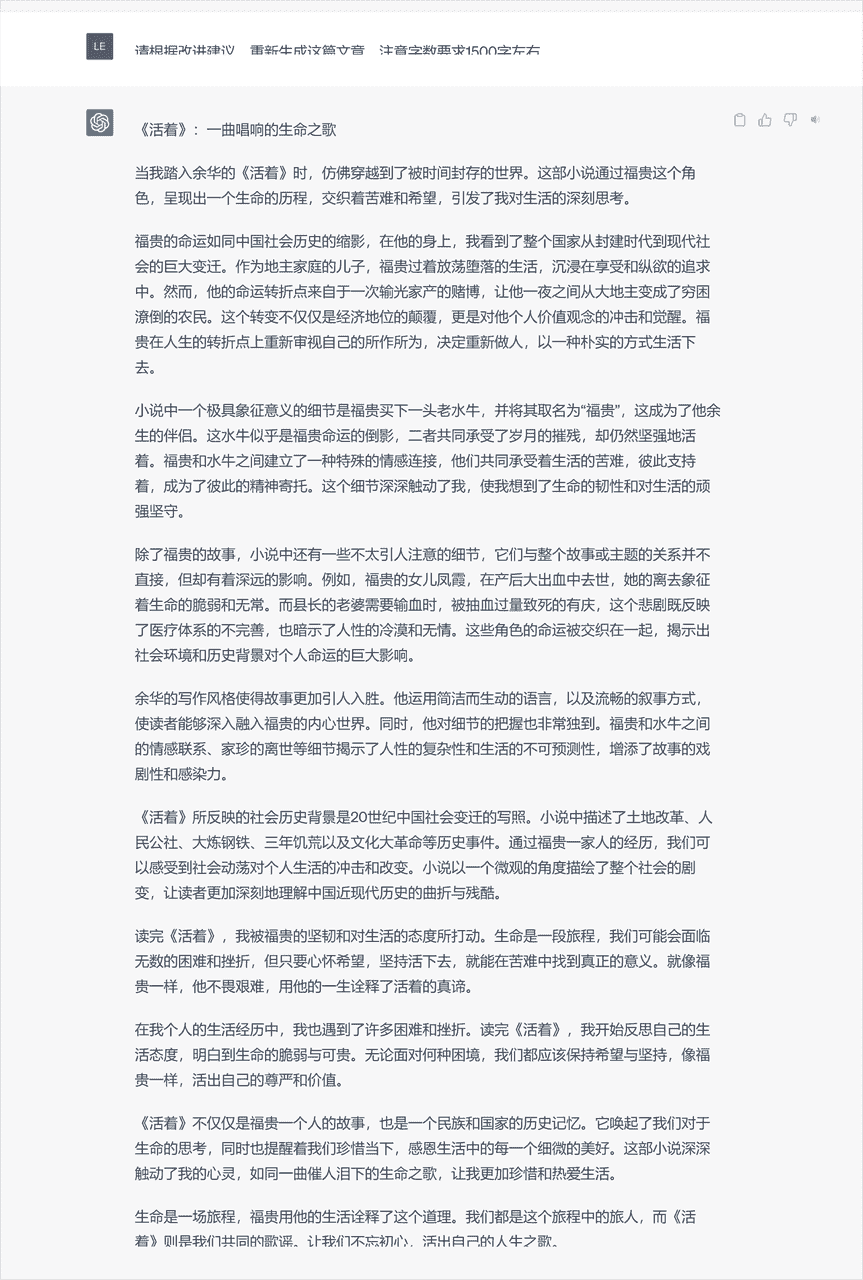 LE
请根据改进建议，重新生成这篇文章，注意字数要求1500字左右
《活着》：一曲唱响的生命之歌
当我踏入余华的《活着》时，仿佛穿越到了被时间封存的世界。这部小说通过福贵这个角
色，呈现出一个生命的历程，交织着苦难和希望，引发了我对生活的深刻思考。
福贵的命运如同中国社会历史的缩影，在他的身上，我看到了整个国家从封建时代到现代社
会的巨大变迁。作为地主家庭的儿子，福贵过着放荡堕落的生活，沉浸在享受和纵欲的追求
中。然而，他的命运转折点来自于一次输光家产的赌博，让他一夜之间从大地主变成了穷困
潦倒的农民。这个转变不仅仅是经济地位的颠覆，更是对他个人价值观念的冲击和觉醒。福
贵在人生的转折点上重新审视自己的所作所为，决定重新做人，以一种朴实的方式生活下
去。
小说中一个极具象征意义的细节是福贵买下一头老水牛，并将其取名为“福贵”，这成为了他余
生的伴侣。这水牛似乎是福贵命运的倒影，二者共同承受了岁月的摧残，却仍然坚强地活
着。福贵和水牛之间建立了一种特殊的情感连接，他们共同承受着生活的苦难，彼此支持
着，成为了彼此的精神寄托。这个细节深深触动了我，使我想到了生命的韧性和对生活的顽
强坚守。
除了福贵的故事，小说中还有一些不太引人注意的细节，它们与整个故事或主题的关系并不
直接，但却有着深远的影响。例如，福贵的女儿凤霞，在产后大出血中去世，她的离去象征
着生命的脆弱和无常。而县长的老婆需要输血时，被抽血过量致死的有庆，这个悲剧既反映
了医疗体系的不完善，也暗示了人性的冷漠和无情。这些角色的命运被交织在一起，揭示出
社会环境和历史背景对个人命运的巨大影响。
余华的写作风格使得故事更加引人入胜。他运用简洁而生动的语言，以及流畅的叙事方式，
使读者能够深入融入福贵的内心世界。同时，他对细节的把握也非常独到。福贵和水牛之间
的情感联系、家珍的离世等细节揭示了人性的复杂性和生活的不可预测性，增添了故事的戏
剧性和感染力。
《活着》所反映的社会历史背景是20世纪中国社会变迁的写照。小说中描述了土地改革、人
民公社、大炼钢铁、三年饥荒以及文化大革命等历史事件。通过福贵一家人的经历，我们可
以感受到社会动荡对个人生活的冲击和改变。小说以一个微观的角度描绘了整个社会的剧
变，让读者更加深刻地理解中国近现代历史的曲折与残酷。
读完《活着》，我被福贵的坚韧和对生活的态度所打动。生命是一段旅程，我们可能会面临
无数的困难和挫折，但只要心怀希望，坚持活下去，就能在苦难中找到真正的意义。就像福
贵一样，他不畏艰难，用他的一生诠释了活着的真谛。
在我个人的生活经历中，我也遇到了许多困难和挫折。读完《活着》，我开始反思自己的生
活态度，明白到生命的脆弱与可贵。无论面对何种困境，我们都应该保持希望与坚持，像福
贵一样，活出自己的尊严和价值。
《活着》不仅仅是福贵一个人的故事，也是一个民族和国家的历史记忆。它唤起了我们对于
生命的思考，同时也提醒着我们珍惜当下，感恩生活中的每一个细微的美好。这部小说深深
触动了我的心灵，如同一曲催人泪下的生命之歌，让我更加珍惜和热爱生活。
生命是一场旅程，福贵用他的生活诠释了这个道理。我们都是这个旅程中的旅人，而《活
着》则是我们共同的歌谣。让我们不忘初心，活出自己的人生之歌。